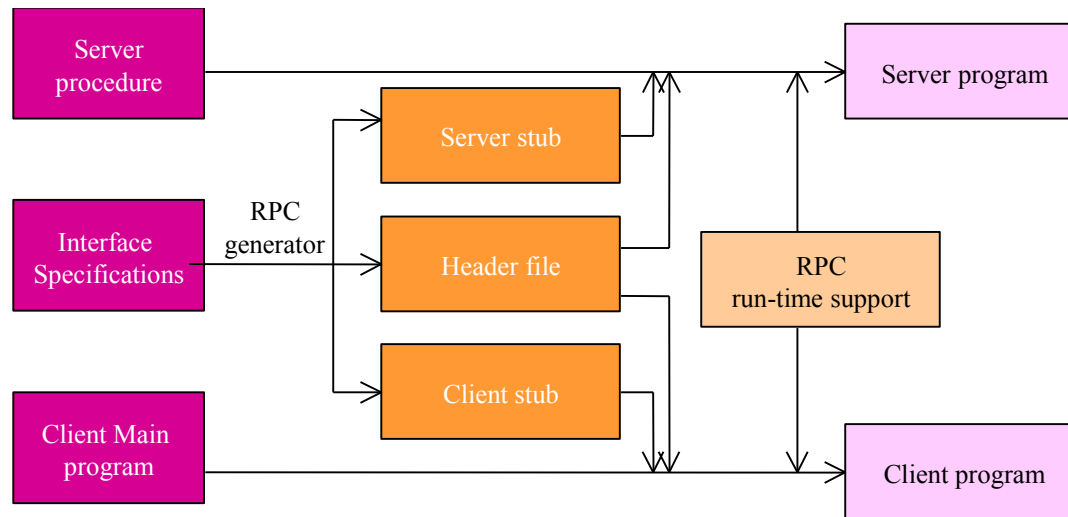 Server
procedure
Server program
Server stub
RPC
generator
Interface
Specifications
Header file
RPC
run-time support
Client stub
Client Main
program
Client program